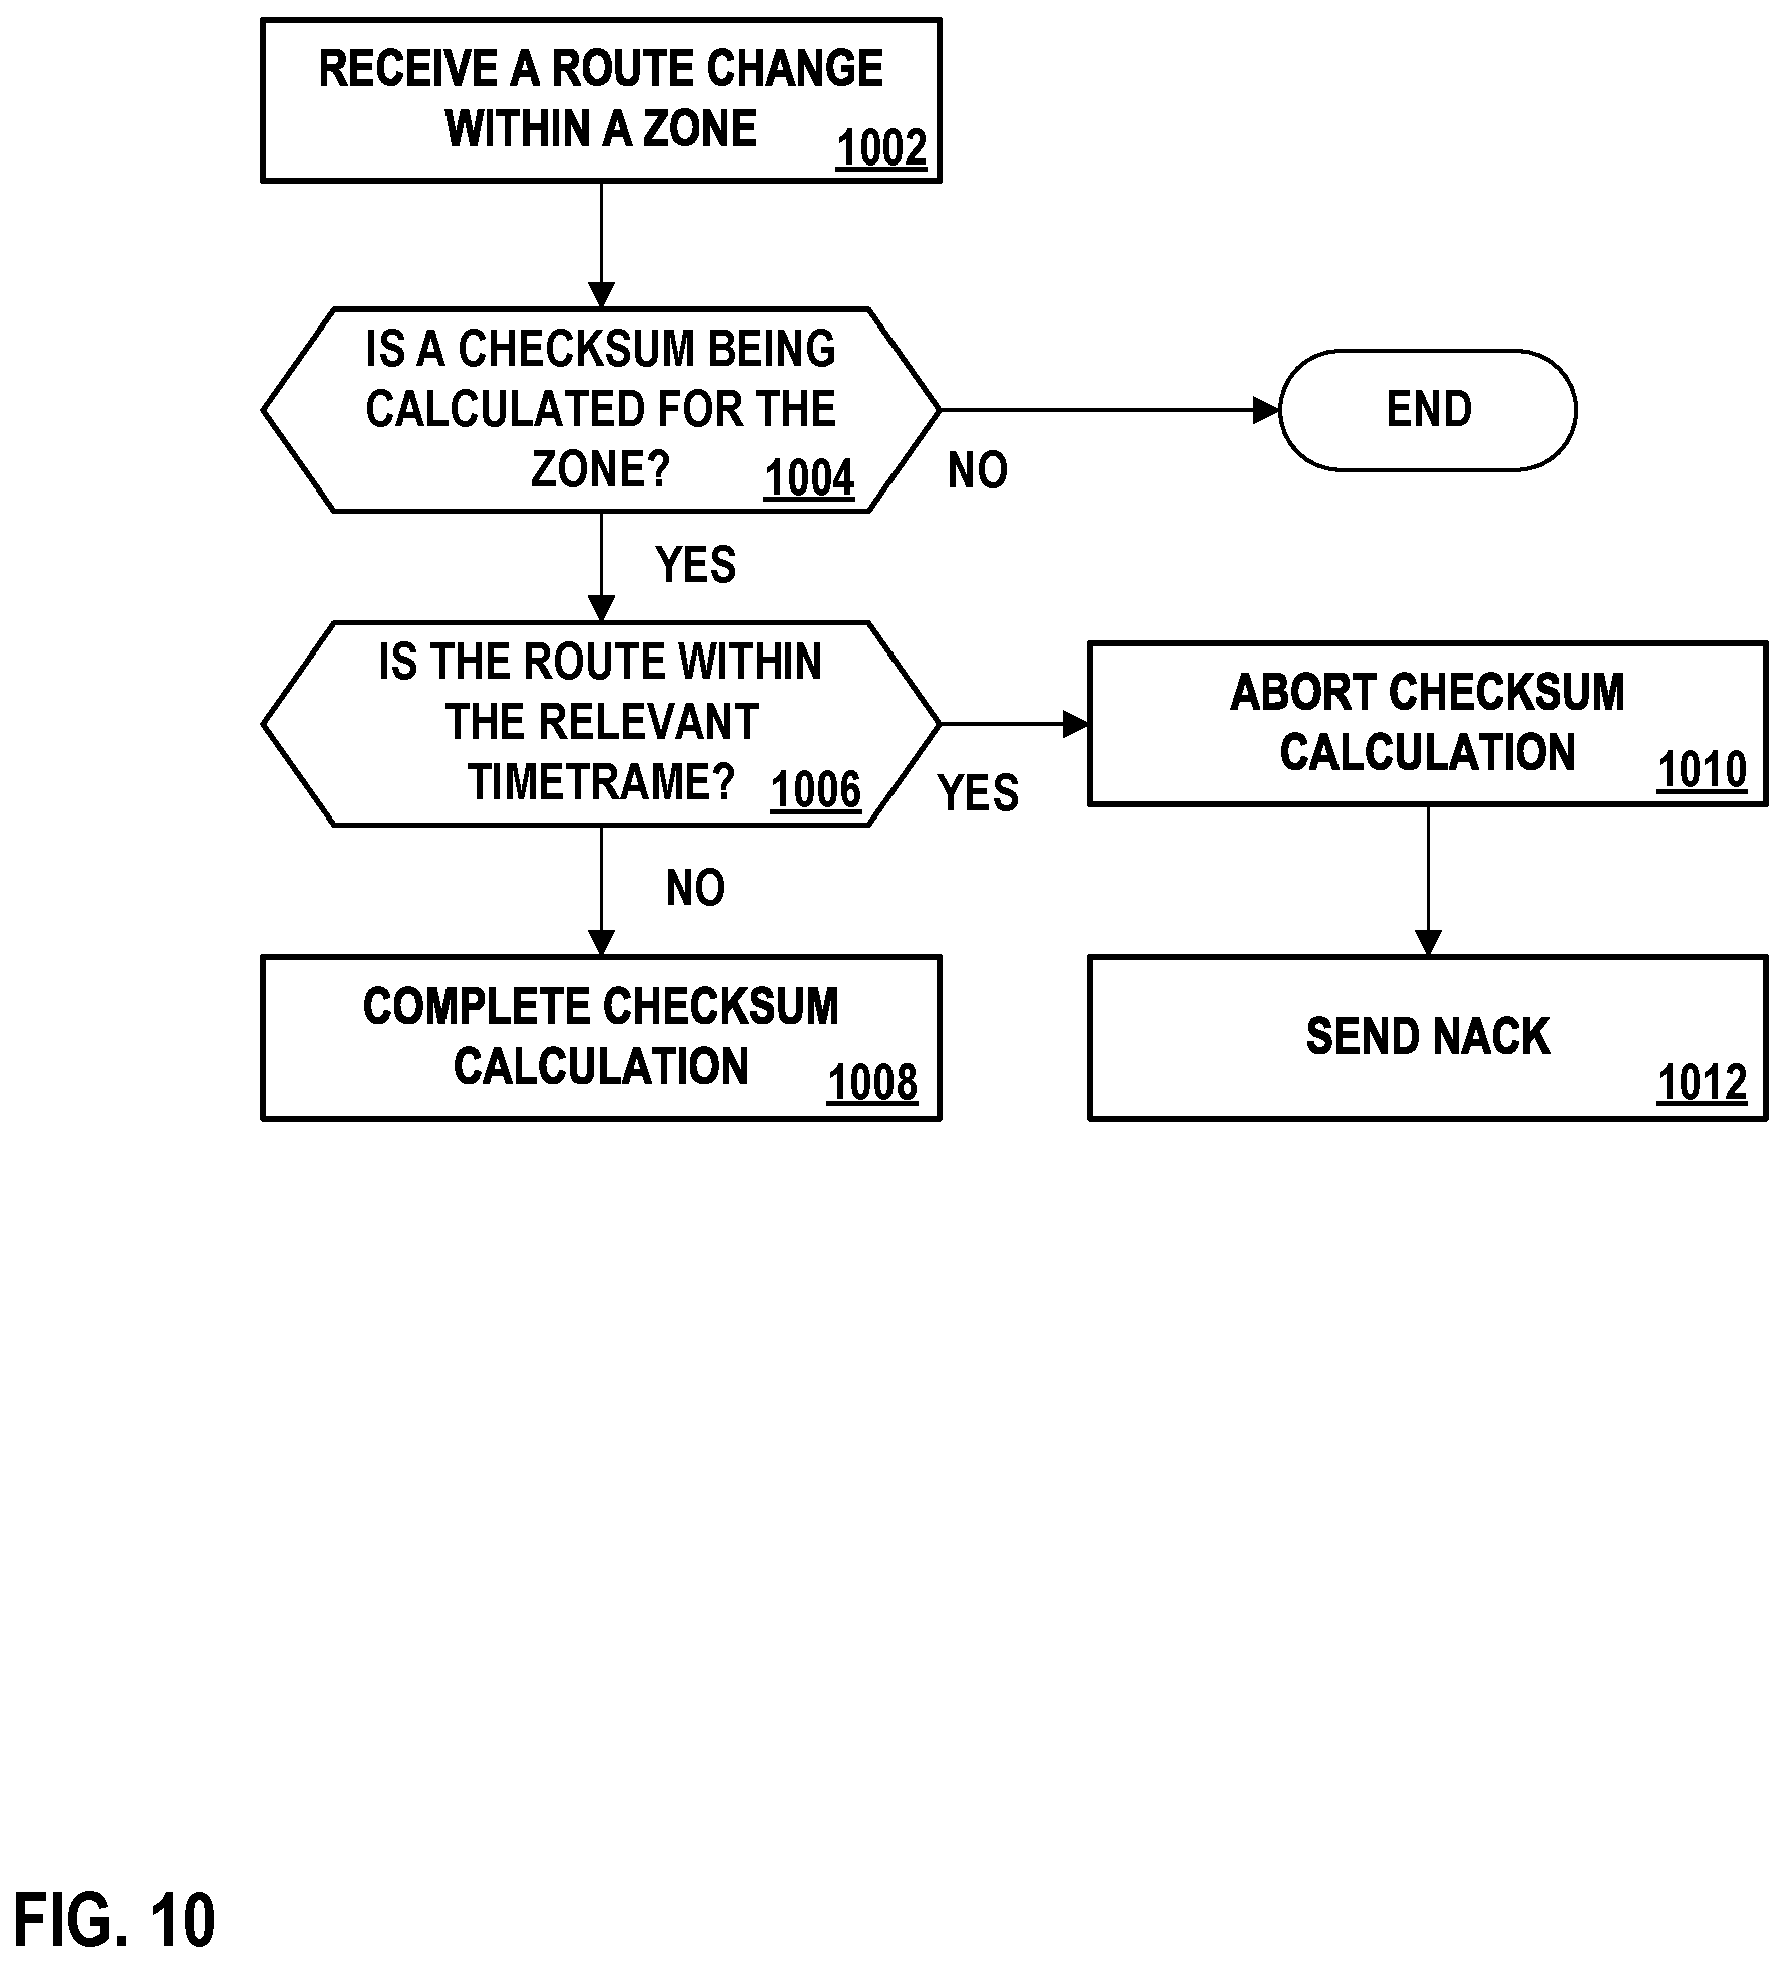 RECEIVE A ROUTE CHANGE
WITHIN A ZONE
1002
IS A CHECKSUM BEING
CALCULATED FOR THE
ZONE?
1004
NO
END
YES
IS THE ROUTE WITHIN
THE RELEVANT
TIMETRAME?
1006
YES
ABORT CHECKSUM
CALCULATION
1010
NO
COMPLETE CHECKSUM
CALCULATION
1008
SEND NACK
1012
FIG. 10